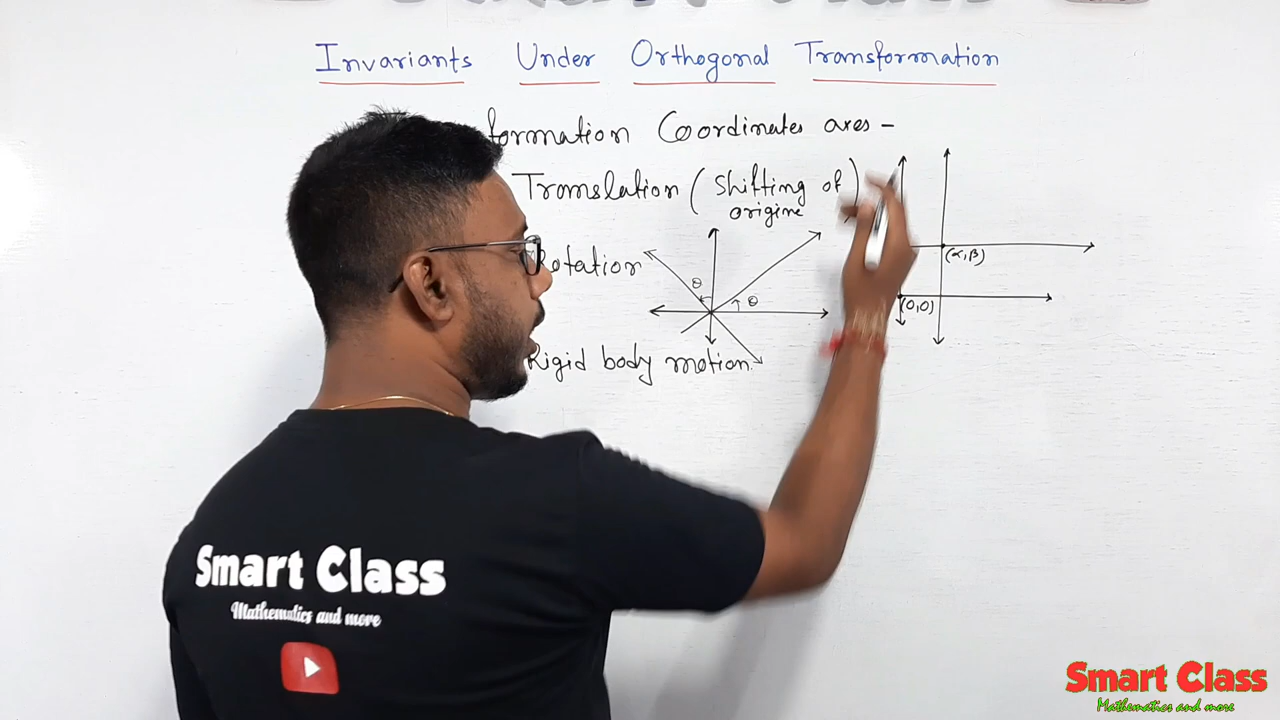 Invariants Under Orthogonal Transformation
formation Coordinates axes -
Translation ( Shifting of )
origine
Rotation
θ
θ
(α,β)
(0,0)
Rigid body motion.
Smart Class
Mathematics and more
Smart Class
Mathematics and more